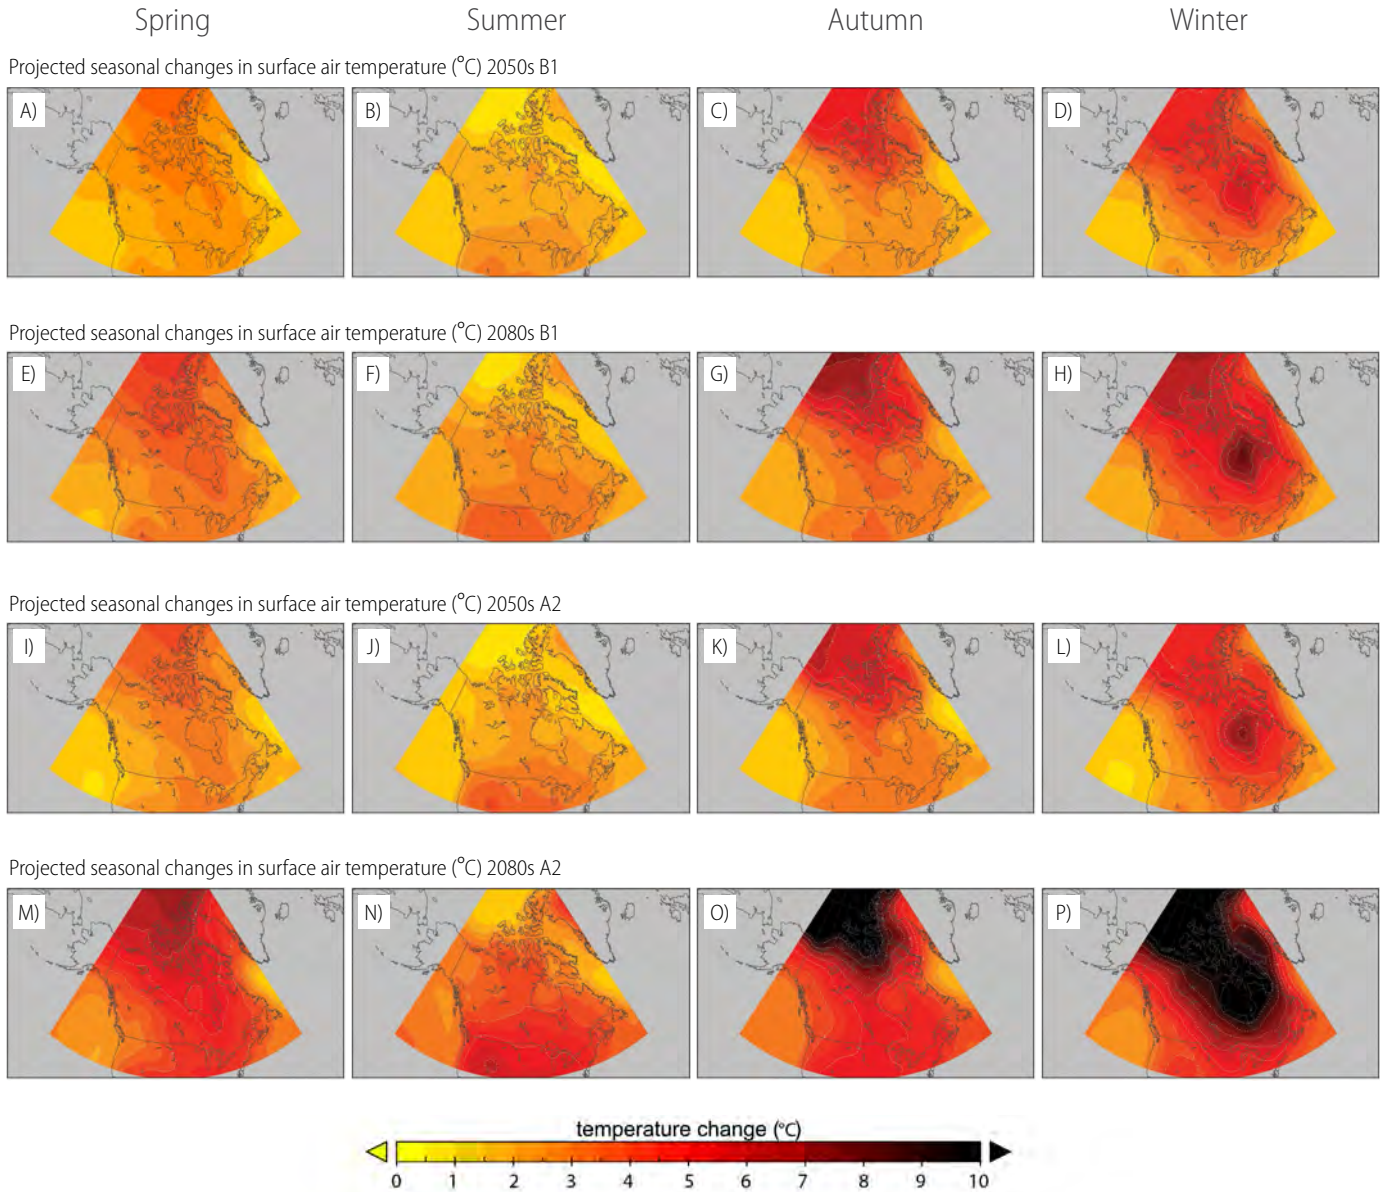 Spring Summer Autumn Winter
Projected seasonal changes in surface air temperature (°C) 2050s B1
A) B) C) D)
Projected seasonal changes in surface air temperature (°C) 2080s B1
E) F) G) H)
Projected seasonal changes in surface air temperature (°C) 2050s A2
I) J) K) L)
Projected seasonal changes in surface air temperature (°C) 2080s A2
M) N) O) P)
temperature change (°C)
0 1 2 3 4 5 6 7 8 9 10